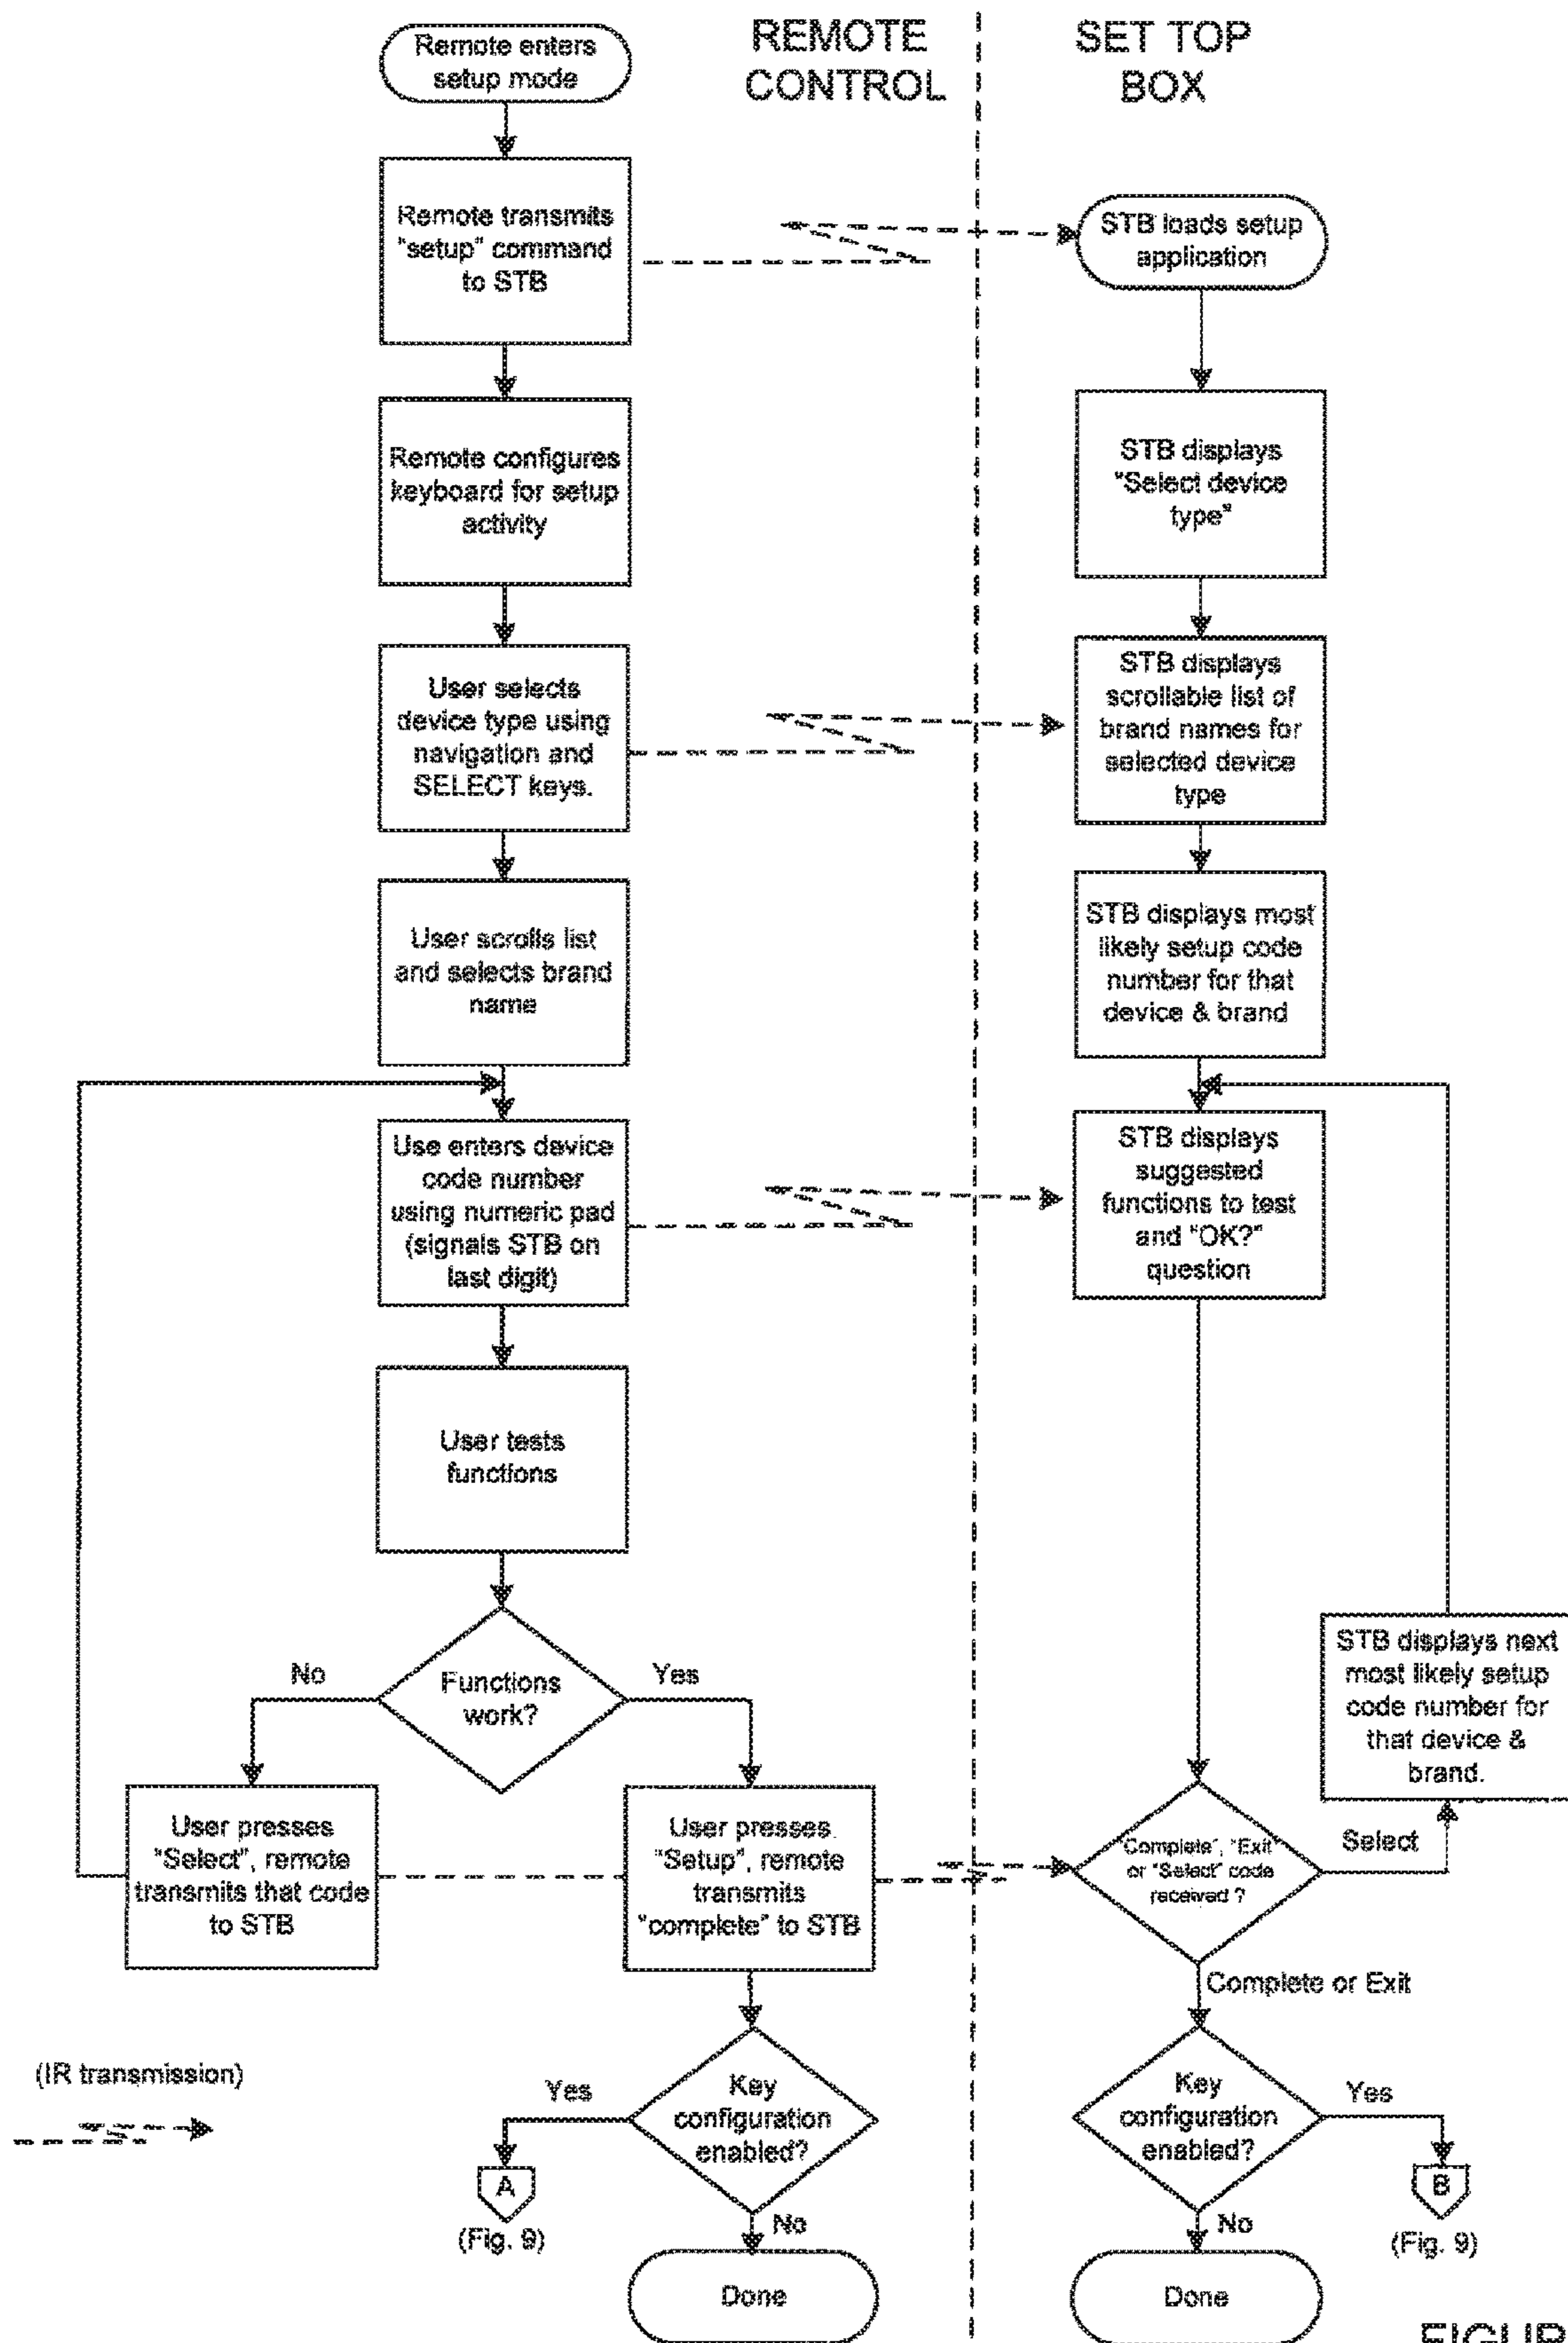 REMOTE
CONTROL
SET TOP
BOX
Remote enters
setup mode
Remote transmits
"setup" command
to STB
Remote configures
keyboard for setup
activity
User selects
device type using
navigation and
SELECT keys.
User scrolls list
and selects brand
name
Use enters device
code number
using numeric pad
(signals STB on
last digit)
User tests
functions
Functions
work?
No
Yes
User presses
"Select", remote
transmits that code
to STB
User presses
"Setup", remote
transmits
"complete" to STB
Key
configuration
enabled?
Yes
A
(Fig. 9)
No
Done
(IR transmission)
STB loads setup
application
STB displays
"Select device
type"
STB displays
scrollable list of
brand names for
selected device
type
STB displays most
likely setup code
number for that
device & brand
STB displays
suggested
functions to test
and "OK?"
question
STB displays next
most likely setup
code number for
that device &
brand.
"Complete", "Exit
or "Select" code
received ?
Select
Complete or Exit
Key
configuration
enabled?
Yes
B
(Fig. 9)
No
Done